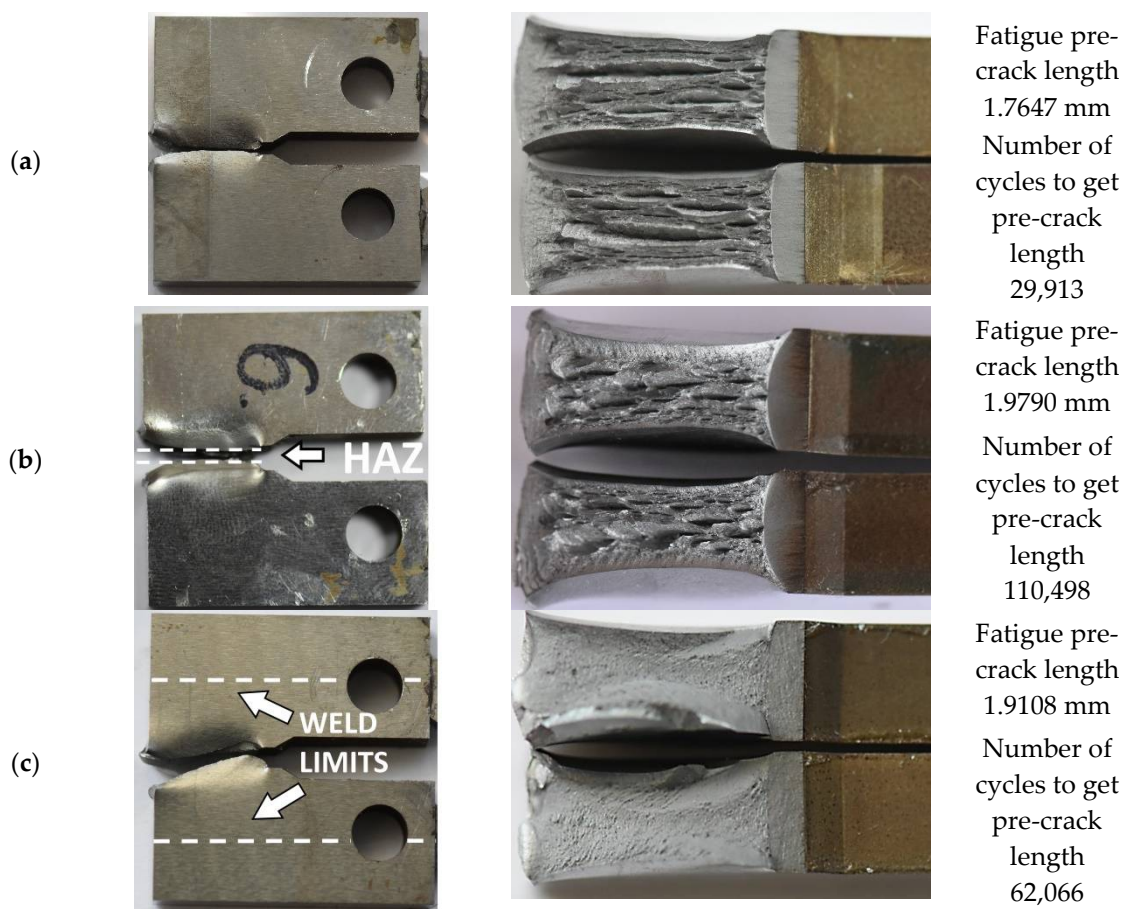 (a)
Fatigue pre-
crack length
1.7647 mm
Number of
cycles to get
pre-crack
length
29,913
(b)
9
HAZ
Fatigue pre-
crack length
1.9790 mm
Number of
cycles to get
pre-crack
length
110,498
(c)
WELD
LIMITS
Fatigue pre-
crack length
1.9108 mm
Number of
cycles to get
pre-crack
length
62,066